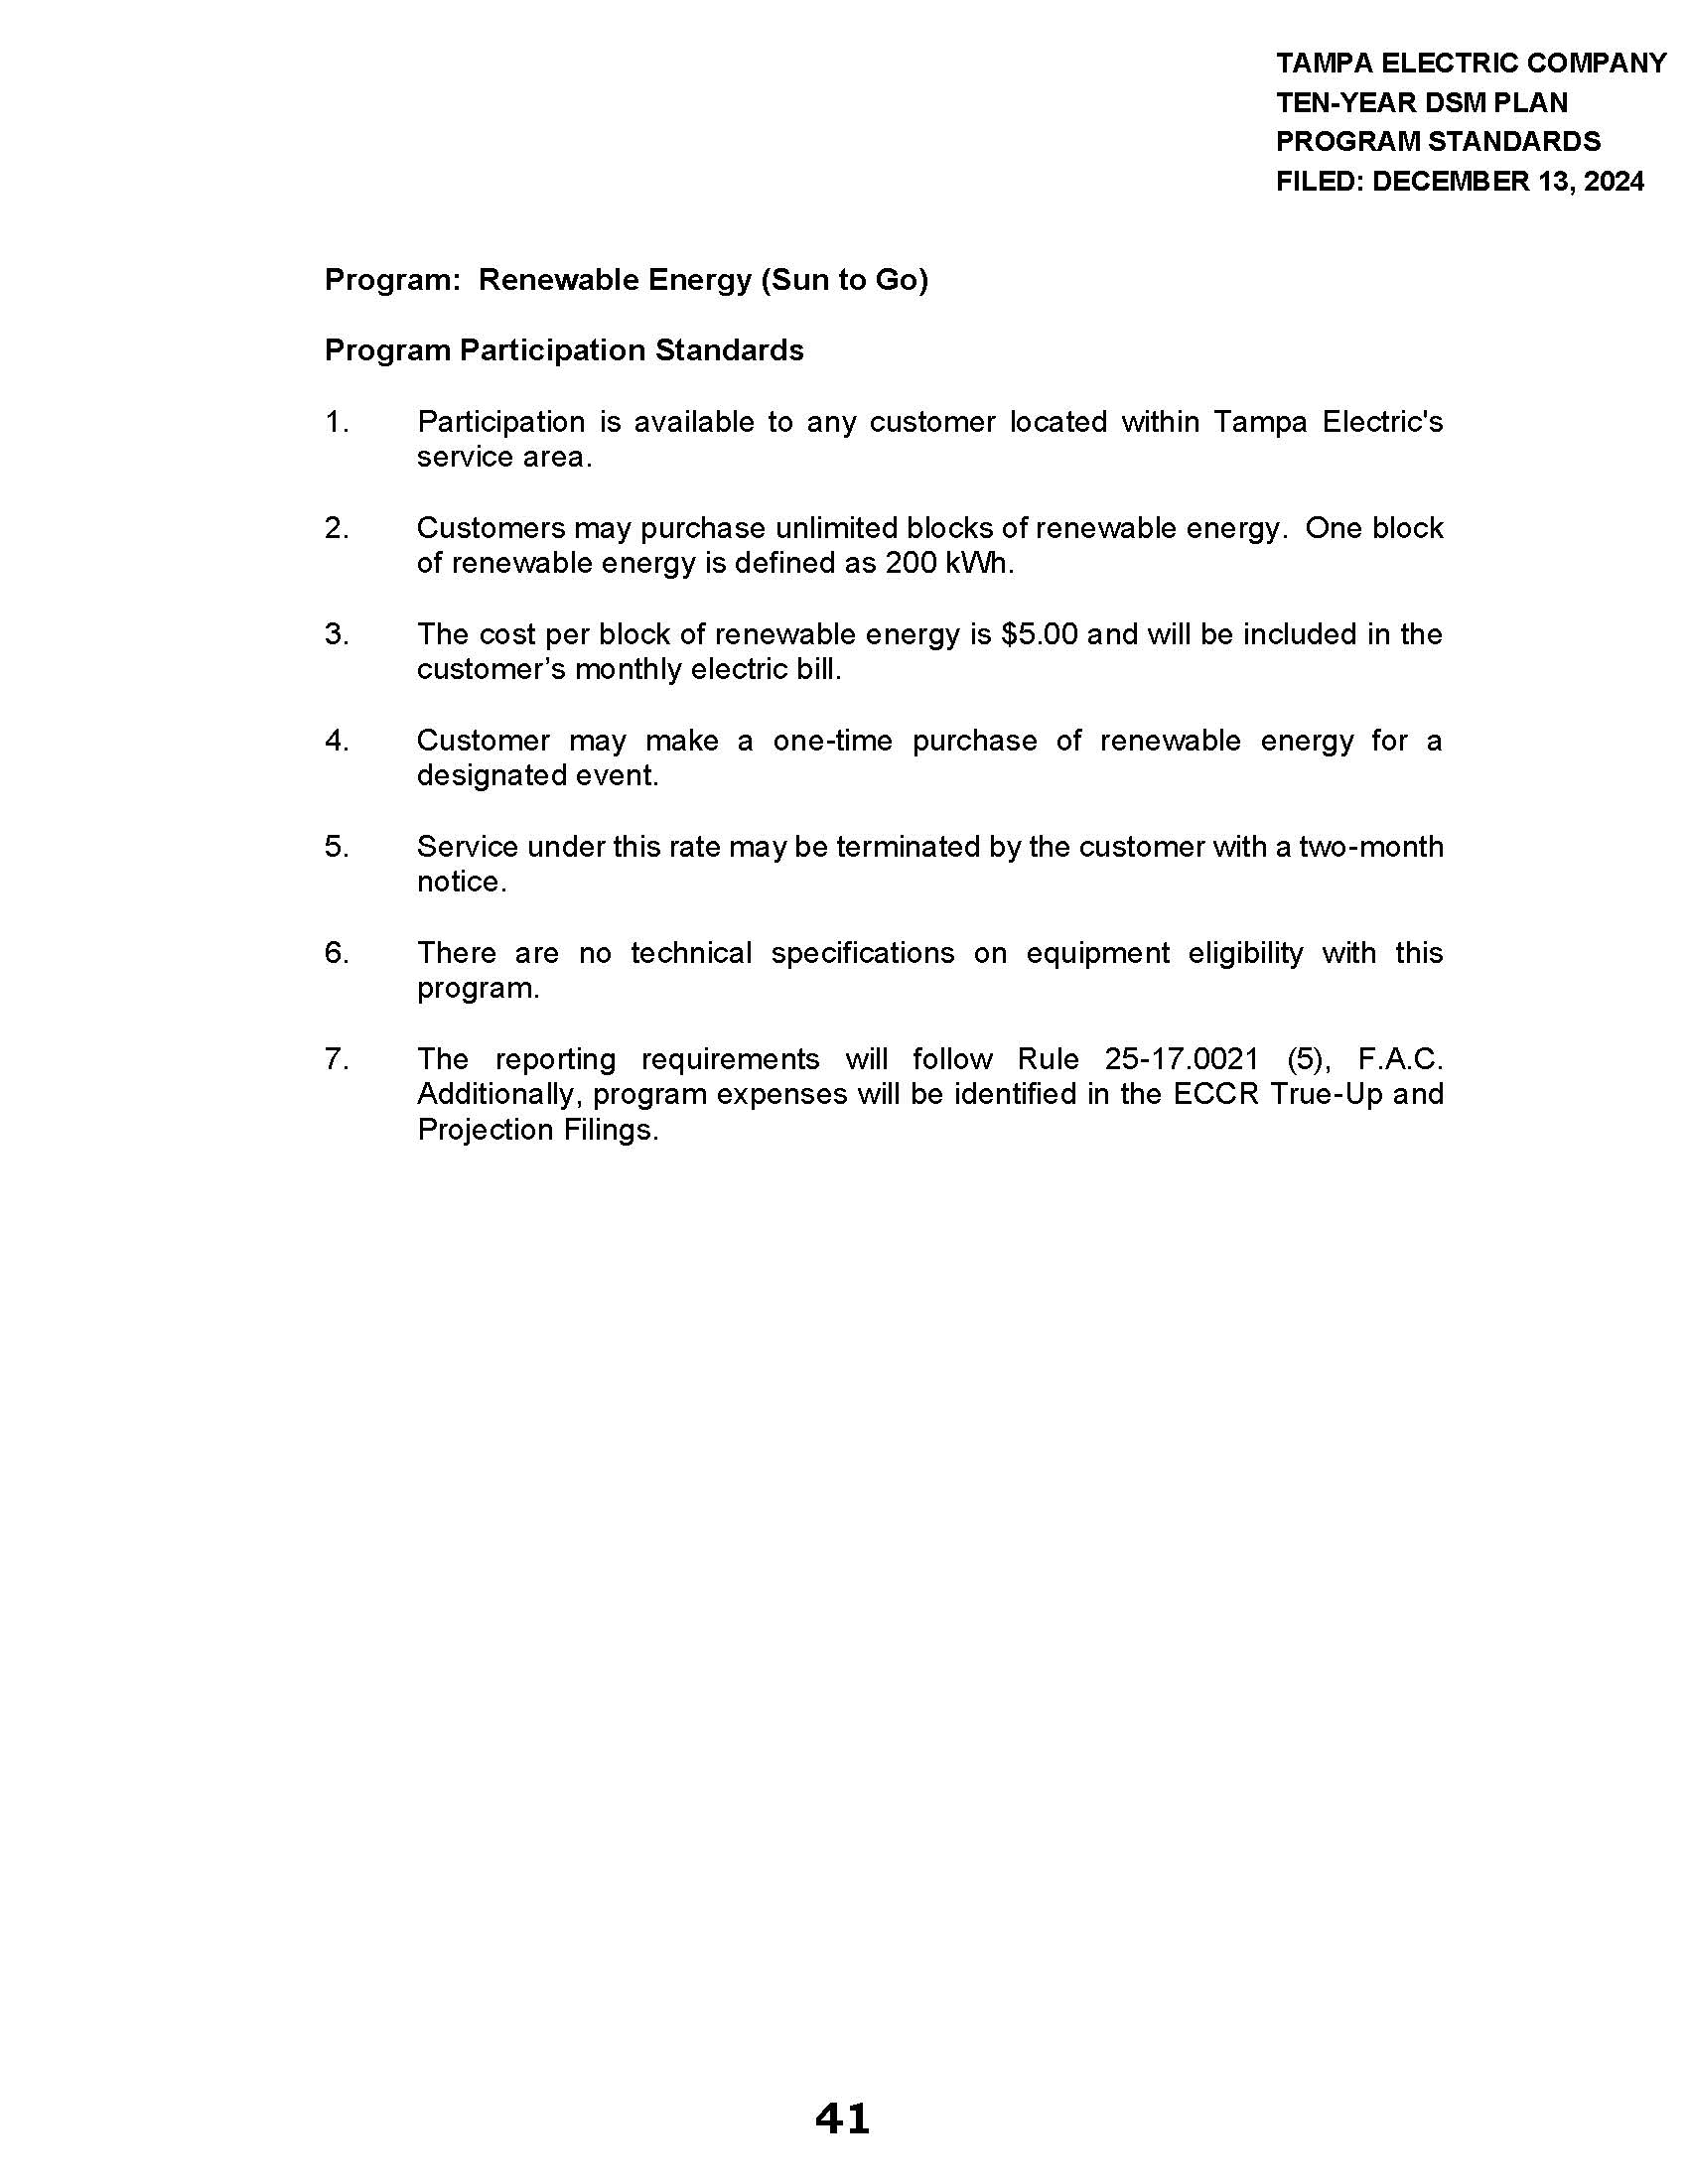 TAMPA ELECTRIC COMPANY
TEN-YEAR DSM PLAN
PROGRAM STANDARDS
FILED: DECEMBER 13, 2024
Program:  Renewable Energy (Sun to Go)
Program Participation Standards
1. Participation is available to any customer located within Tampa Electric's
service area.
2. Customers may purchase unlimited blocks of renewable energy.  One block
of renewable energy is defined as 200 kWh.
3. The cost per block of renewable energy is $5.00 and will be included in the
customer’s monthly electric bill.
4. Customer may make a one-time purchase of renewable energy for a
designated event.
5. Service under this rate may be terminated by the customer with a two-month
notice.
6. There are no technical specifications on equipment eligibility with this
program.
7. The reporting requirements will follow Rule 25-17.0021 (5), F.A.C.
Additionally, program expenses will be identified in the ECCR True-Up and
Projection Filings.
41